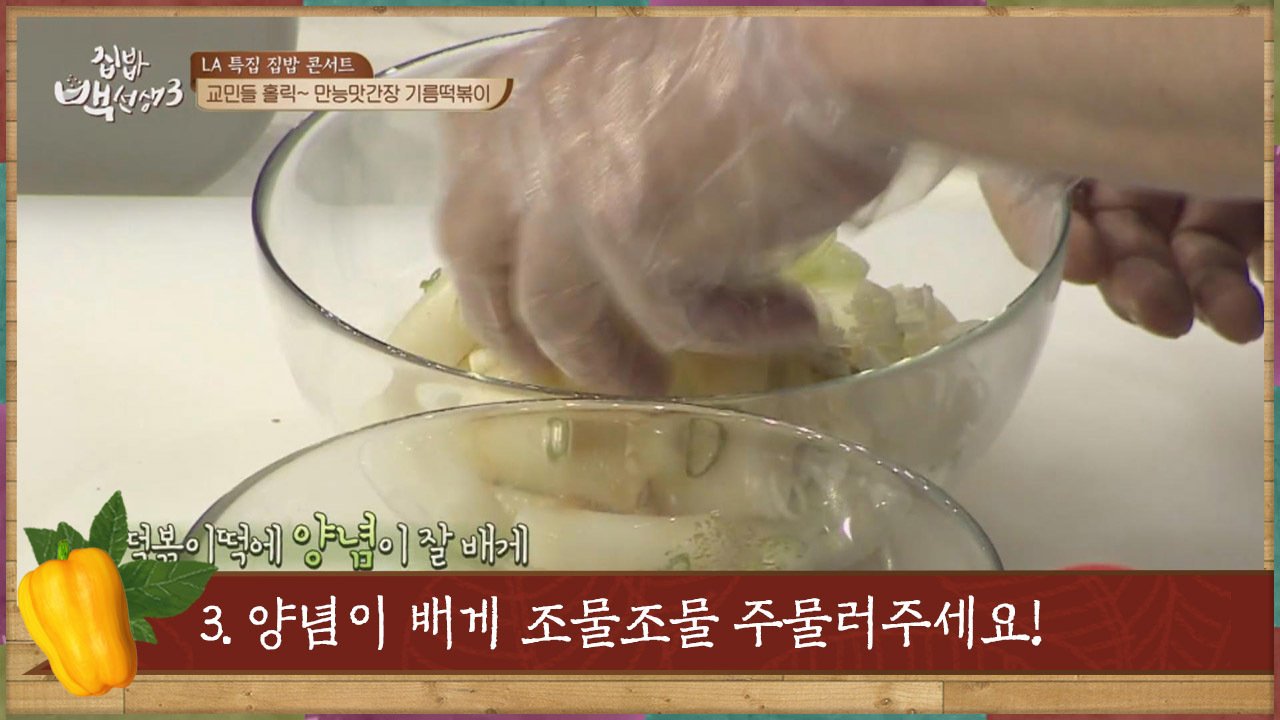 집밥
백선생3
LA 특집 집밥 콘서트
교민들 홀릭~ 만능맛간장 기름떡볶이
떡볶이떡에 양념이 잘 배게
3. 양념이 배게 조물조물 주물러주세요!